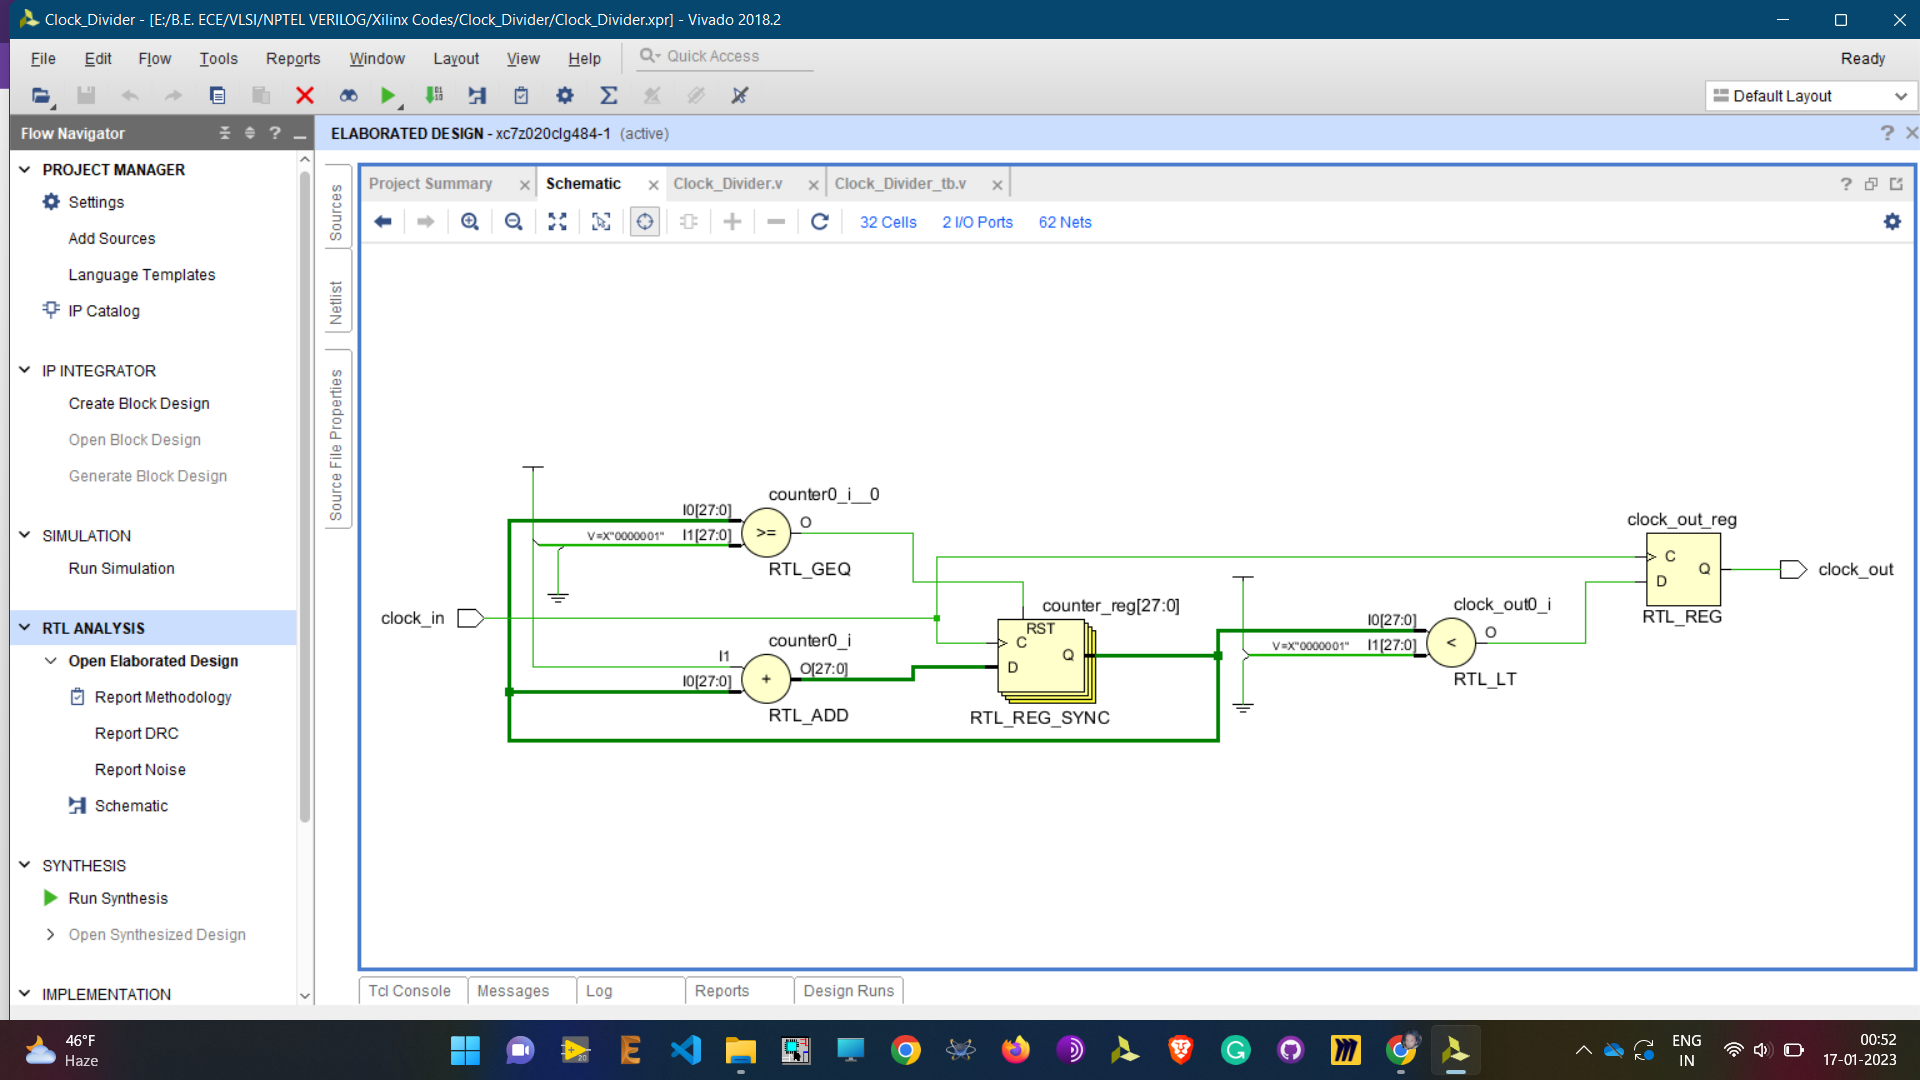 Clock_Divider - [E:/B.E. ECE/VLSI/NPTEL VERILOG/Xilinx Codes/Clock_Divider/Clock_Divider.xpr] - Vivado 2018.2
File Edit Flow Tools Reports Window Layout View Help Quick Access Ready
Default Layout
Flow Navigator
ELABORATED DESIGN - xc7z020clg484-1 (active)
PROJECT MANAGER
Settings
Add Sources
Language Templates
IP Catalog
IP INTEGRATOR
Create Block Design
Open Block Design
Generate Block Design
SIMULATION
Run Simulation
RTL ANALYSIS
Open Elaborated Design
Report Methodology
Report DRC
Report Noise
Schematic
SYNTHESIS
Run Synthesis
Open Synthesized Design
IMPLEMENTATION
Sources
Netlist
Source File Properties
Project Summary Schematic Clock_Divider.v Clock_Divider_tb.v
32 Cells 2 I/O Ports 62 Nets
counter0_i__0
I0[27:0] O
V=X"0000001" I1[27:0] >=
RTL_GEQ
clock_in
counter0_i
I1 O[27:0]
I0[27:0] +
RTL_ADD
counter_reg[27:0]
RST
C
D Q
RTL_REG_SYNC
clock_out0_i
I0[27:0] O
V=X"0000001" I1[27:0] <
RTL_LT
clock_out_reg
C
D Q
RTL_REG
clock_out
Tcl Console Messages Log Reports Design Runs
46°F
Haze
20
ENG
IN
00:52
17-01-2023